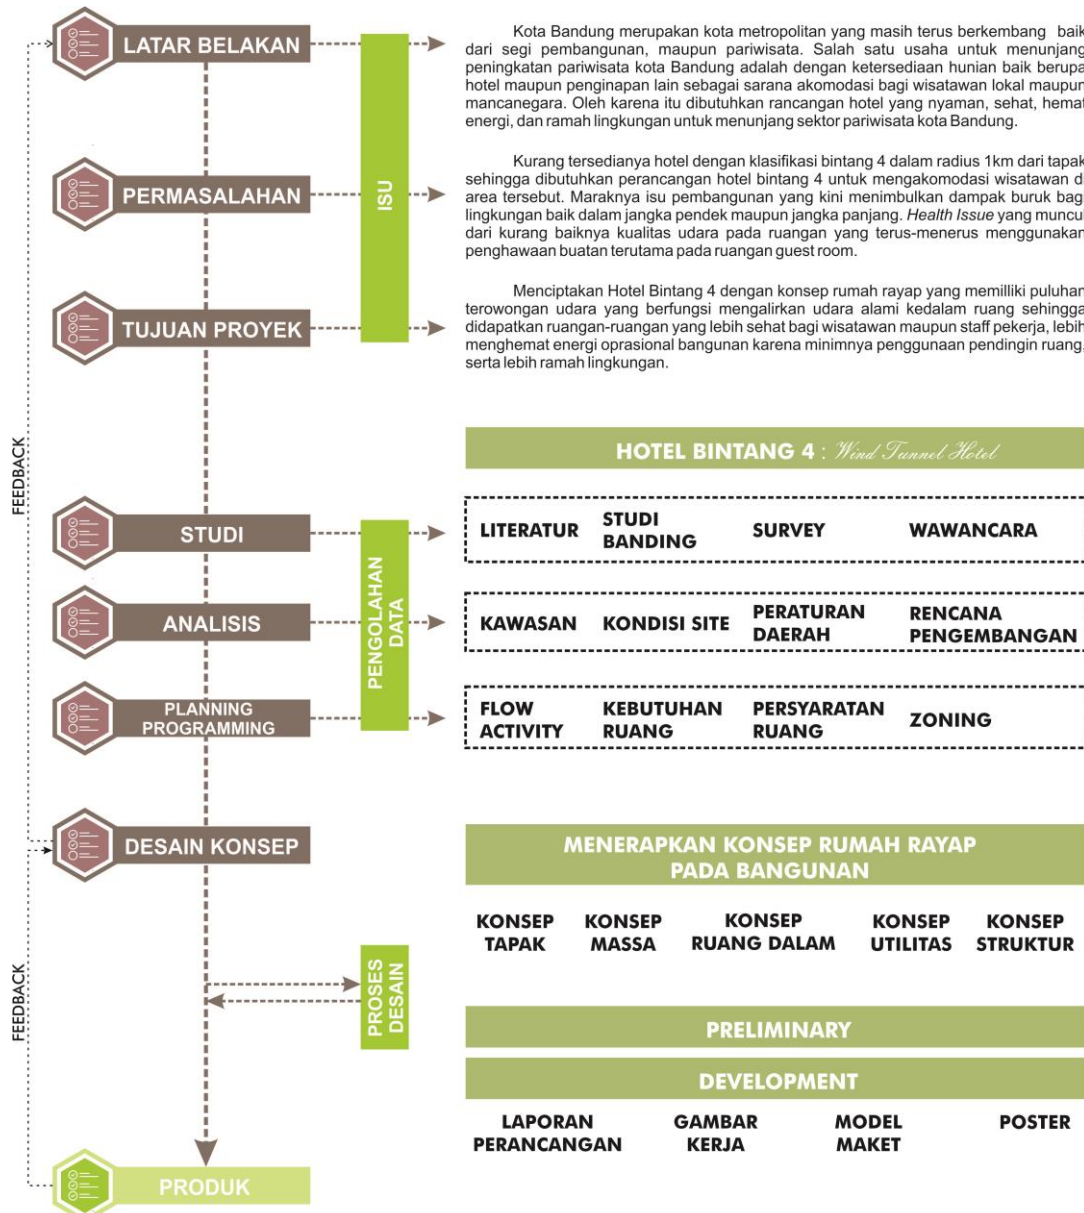 LATAR BELAKAN
Kota Bandung merupakan kota metropolitan yang masih terus berkembang baik
dari segi pembangunan, maupun pariwisata. Salah satu usaha untuk menunjang
peningkatan pariwisata kota Bandung adalah dengan ketersediaan hunian baik berupa
hotel maupun penginapan lain sebagai sarana akomodasi bagi wisatawan lokal maupun
mancanegara. Oleh karena itu dibutuhkan rancangan hotel yang nyaman, sehat, hemat
energi, dan ramah lingkungan untuk menunjang sektor pariwisata kota Bandung.
ISU
PERMASALAHAN
Kurang tersedianya hotel dengan klasifikasi bintang 4 dalam radius 1km dari tapak
sehingga dibutuhkan perancangan hotel bintang 4 untuk mengakomodasi wisatawan di
area tersebut. Maraknya isu pembangunan yang kini menimbulkan dampak buruk bagi
lingkungan baik dalam jangka pendek maupun jangka panjang. Health Issue yang muncul
dari kurang baiknya kualitas udara pada ruangan yang terus-menerus menggunakan
penghawaan buatan terutama pada ruangan guest room.
TUJUAN PROYEK
Menciptakan Hotel Bintang 4 dengan konsep rumah rayap yang memilliki puluhan
terowongan udara yang berfungsi mengalirkan udara alami kedalam ruang sehingga
didapatkan ruangan-ruangan yang lebih sehat bagi wisatawan maupun staff pekerja, lebih
menghemat energi oprasional bangunan karena minimnya penggunaan pendingin ruang,
serta lebih ramah lingkungan.
FEEDBACK
HOTEL BINTANG 4 : Wind Tunnel Hotel
STUDI
LITERATUR STUDI BANDING SURVEY WAWANCARA
PENGOLAHAN DATA
ANALISIS
KAWASAN KONDISI SITE PERATURAN DAERAH RENCANA PENGEMBANGAN
PLANNING
PROGRAMMING
FLOW ACTIVITY KEBUTUHAN RUANG PERSYARATAN RUANG ZONING
DESAIN KONSEP
MENERAPKAN KONSEP RUMAH RAYAP
PADA BANGUNAN
KONSEP TAPAK KONSEP MASSA KONSEP RUANG DALAM KONSEP UTILITAS KONSEP STRUKTUR
FEEDBACK
PROSES DESAIN
PRELIMINARY
DEVELOPMENT
LAPORAN PERANCANGAN GAMBAR KERJA MODEL MAKET POSTER
PRODUK